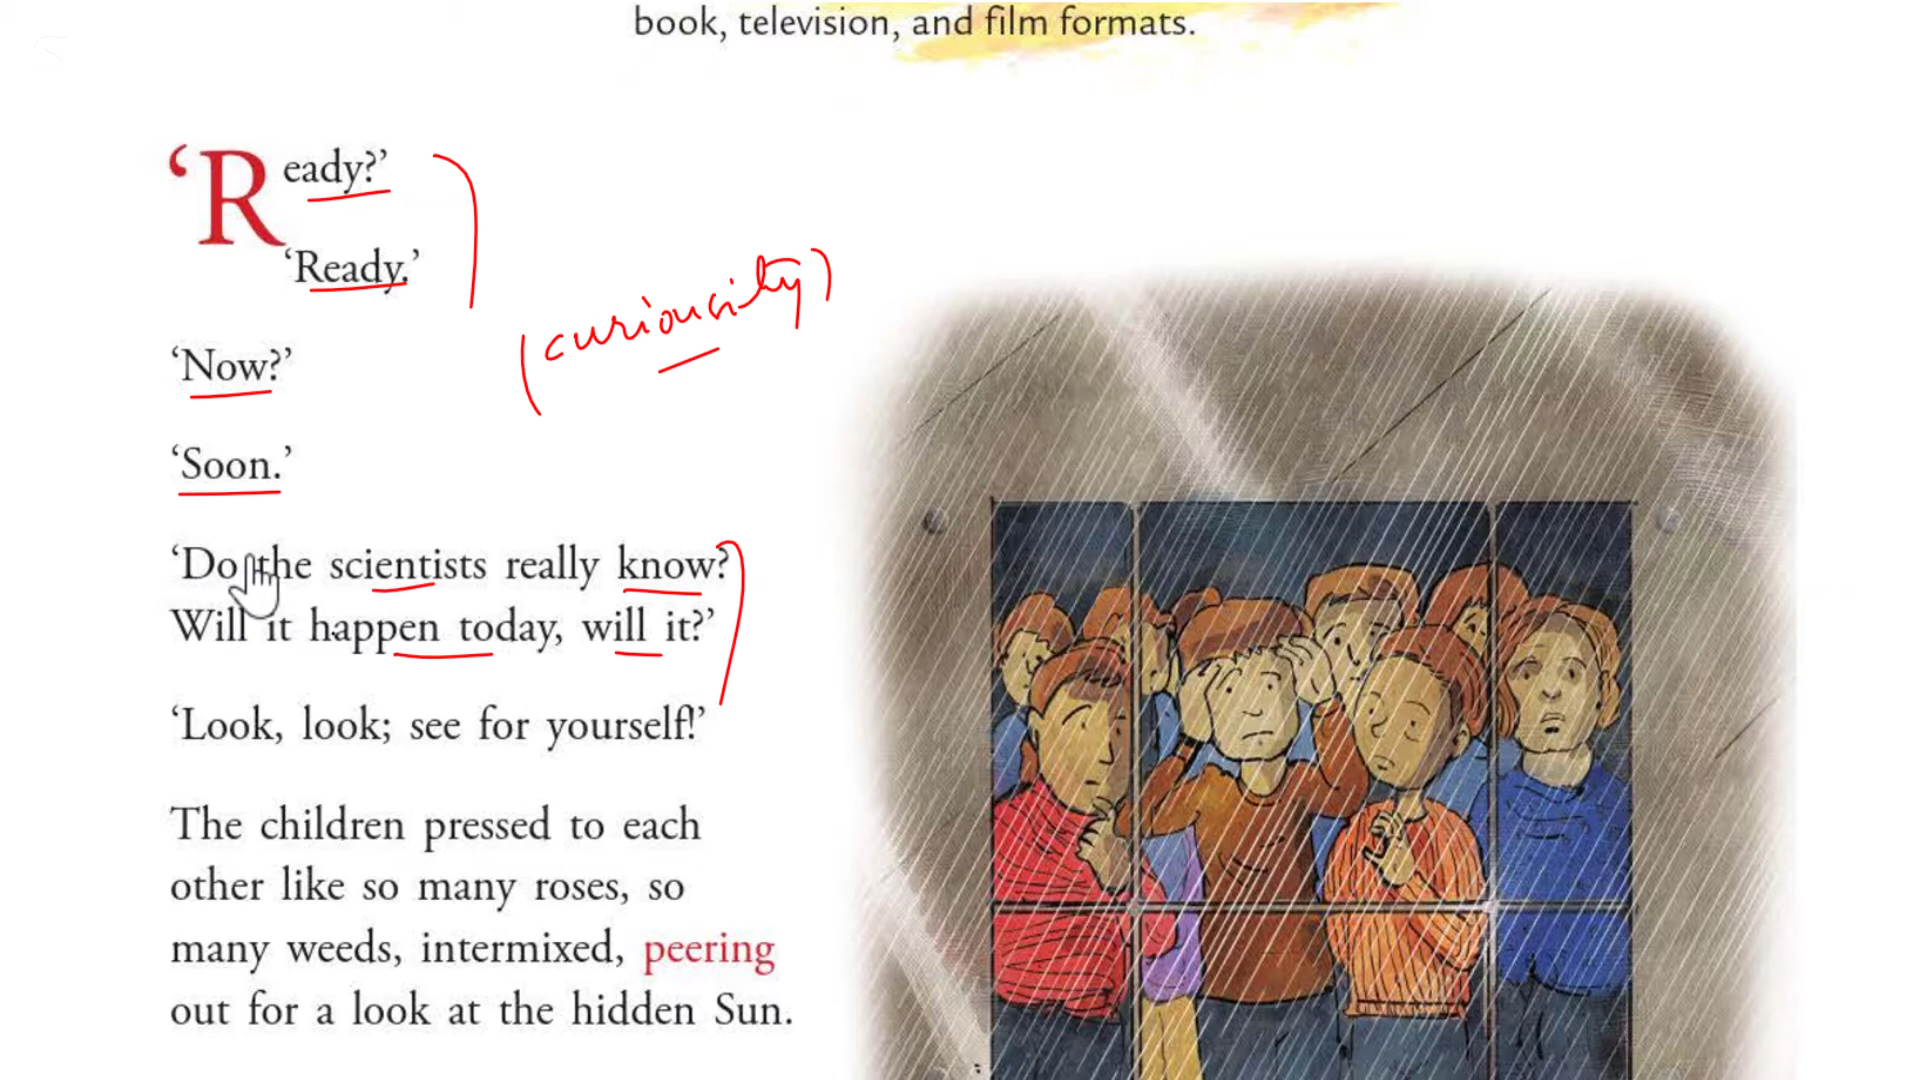 book, television, and film formats.
‘Ready?’
‘Ready.’
(curioucity)
‘Now?’
‘Soon.’
‘Do the scientists really know?
Will it happen today, will it?’
‘Look, look; see for yourself!’
The children pressed to each
other like so many roses, so
many weeds, intermixed, peering
out for a look at the hidden Sun.